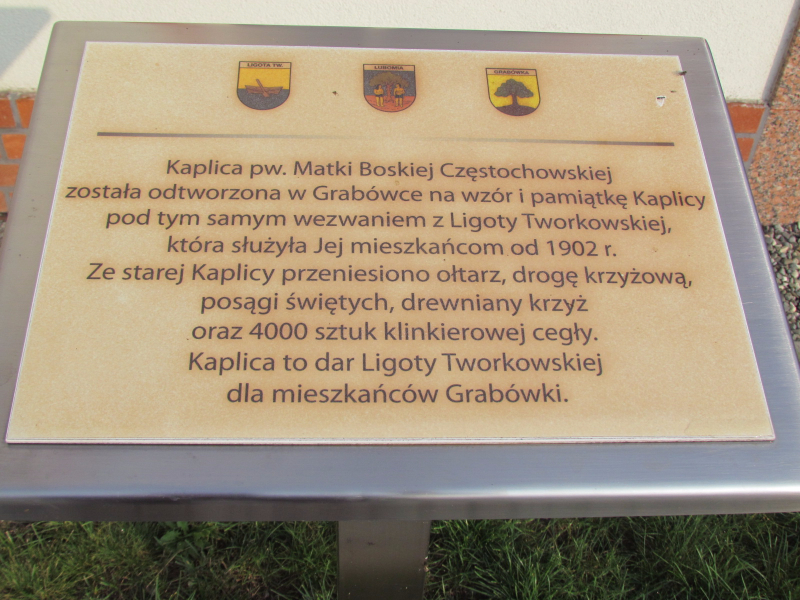 LIGOTA TW. LUBOMIA GRABÓWKA
Kaplica pw. Matki Boskiej Częstochowskiej
została odtworzona w Grabówce na wzór i pamiątkę Kaplicy
pod tym samym wezwaniem z Ligoty Tworkowskiej,
która służyła Jej mieszkańcom od 1902 r.
Ze starej Kaplicy przeniesiono ołtarz, drogę krzyżową,
posągi świętych, drewniany krzyż
oraz 4000 sztuk klinkierowej cegły.
Kaplica to dar Ligoty Tworkowskiej
dla mieszkańców Grabówki.